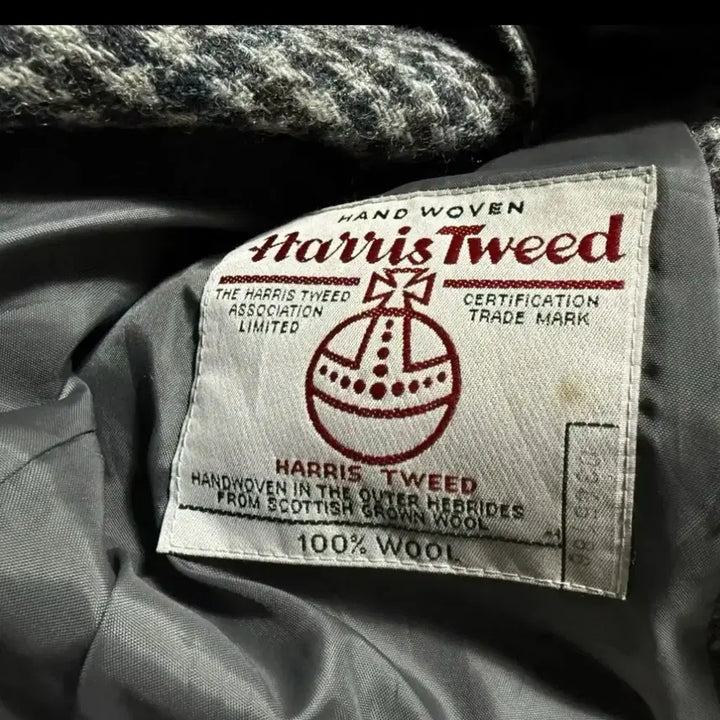 HAND WOVEN
Harris Tweed
THE HARRIS TWEED
ASSOCIATION
LIMITED
CERTIFICATION
TRADE MARK
HARRIS TWEED
HANDWOVEN IN THE OUTER HEBRIDES
FROM SCOTTISH GROWN WOOL
100% WOOL